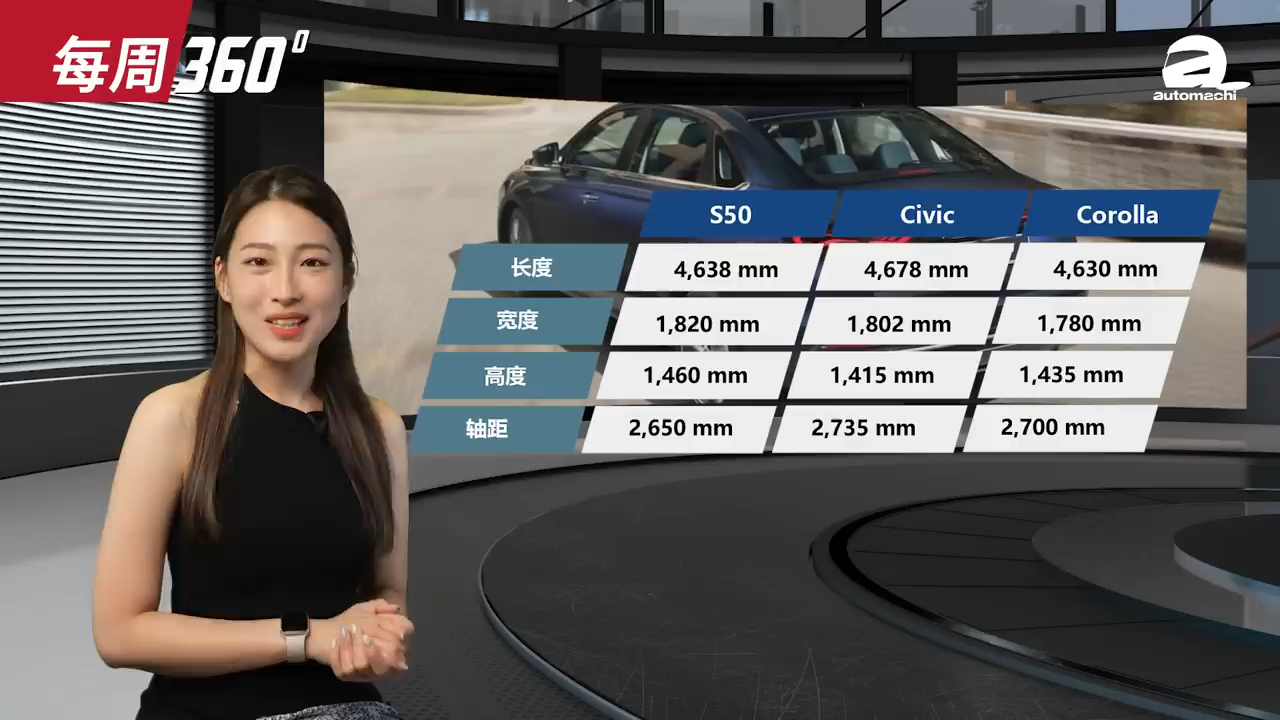 每周360°
automachi
S50 Civic Corolla
长度 4,638 mm 4,678 mm 4,630 mm
宽度 1,820 mm 1,802 mm 1,780 mm
高度 1,460 mm 1,415 mm 1,435 mm
轴距 2,650 mm 2,735 mm 2,700 mm